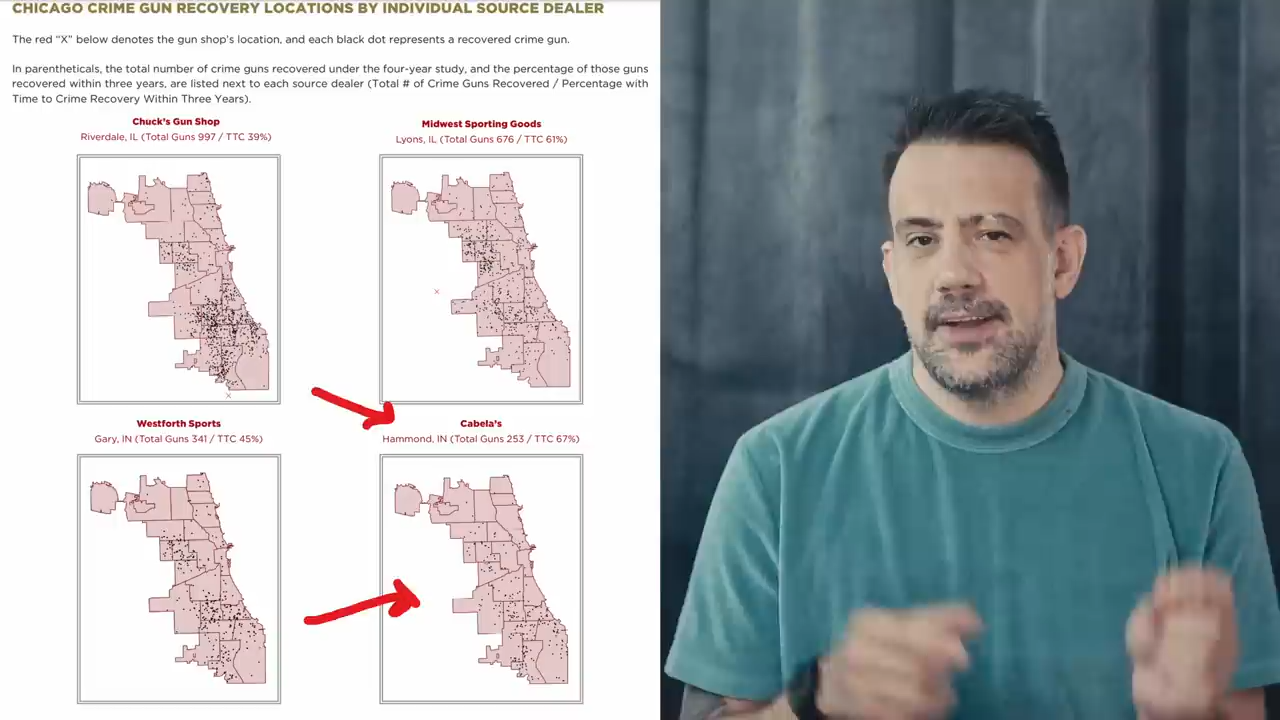 CHICAGO CRIME GUN RECOVERY LOCATIONS BY INDIVIDUAL SOURCE DEALER
The red “X” below denotes the gun shop’s location, and each black dot represents a recovered crime gun.
In parentheticals, the total number of crime guns recovered under the four-year study, and the percentage of those guns
recovered within three years, are listed next to each source dealer (Total # of Crime Guns Recovered / Percentage with
Time to Crime Recovery Within Three Years).
Chuck’s Gun Shop
Riverdale, IL (Total Guns 997 / TTC 39%)
Midwest Sporting Goods
Lyons, IL (Total Guns 676 / TTC 61%)
Westforth Sports
Gary, IN (Total Guns 341 / TTC 45%)
Cabela’s
Hammond, IN (Total Guns 253 / TTC 67%)